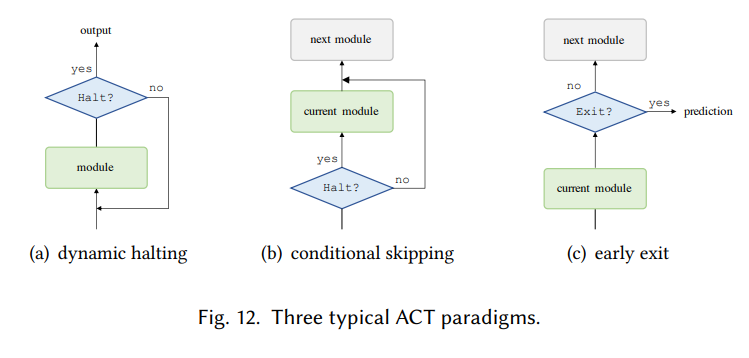 output
yes
Halt?
no
module
(a) dynamic halting
next module
current module
yes
Halt?
no
(b) conditional skipping
next module
no
Exit?
yes
prediction
current module
(c) early exit
Fig. 12. Three typical ACT paradigms.